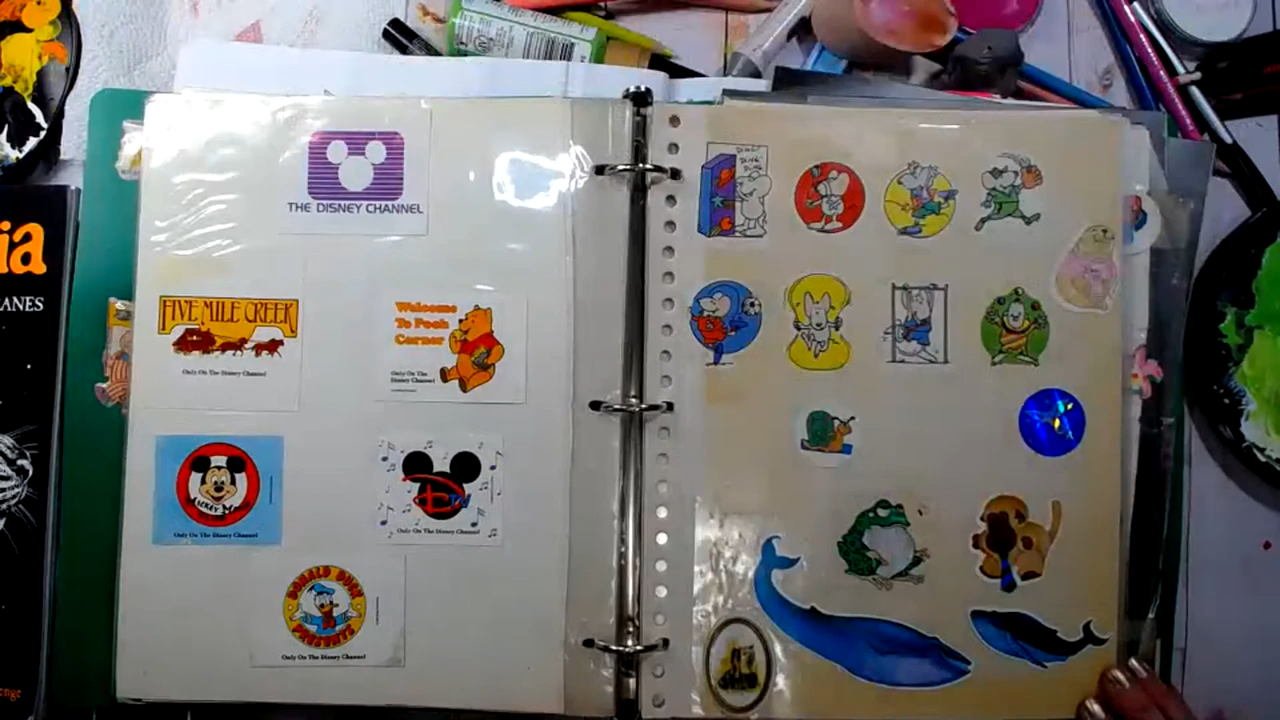 THE DISNEY CHANNEL
FIVE MILE CREEK
Only On The Disney Channel
Welcome
To Pooh
Corner
Only On The
Disney Channel
Only On The Disney Channel
Only On The Disney Channel
DONALD DUCK
PRESENTS
Only On The Disney Channel
ia
ANES
enge